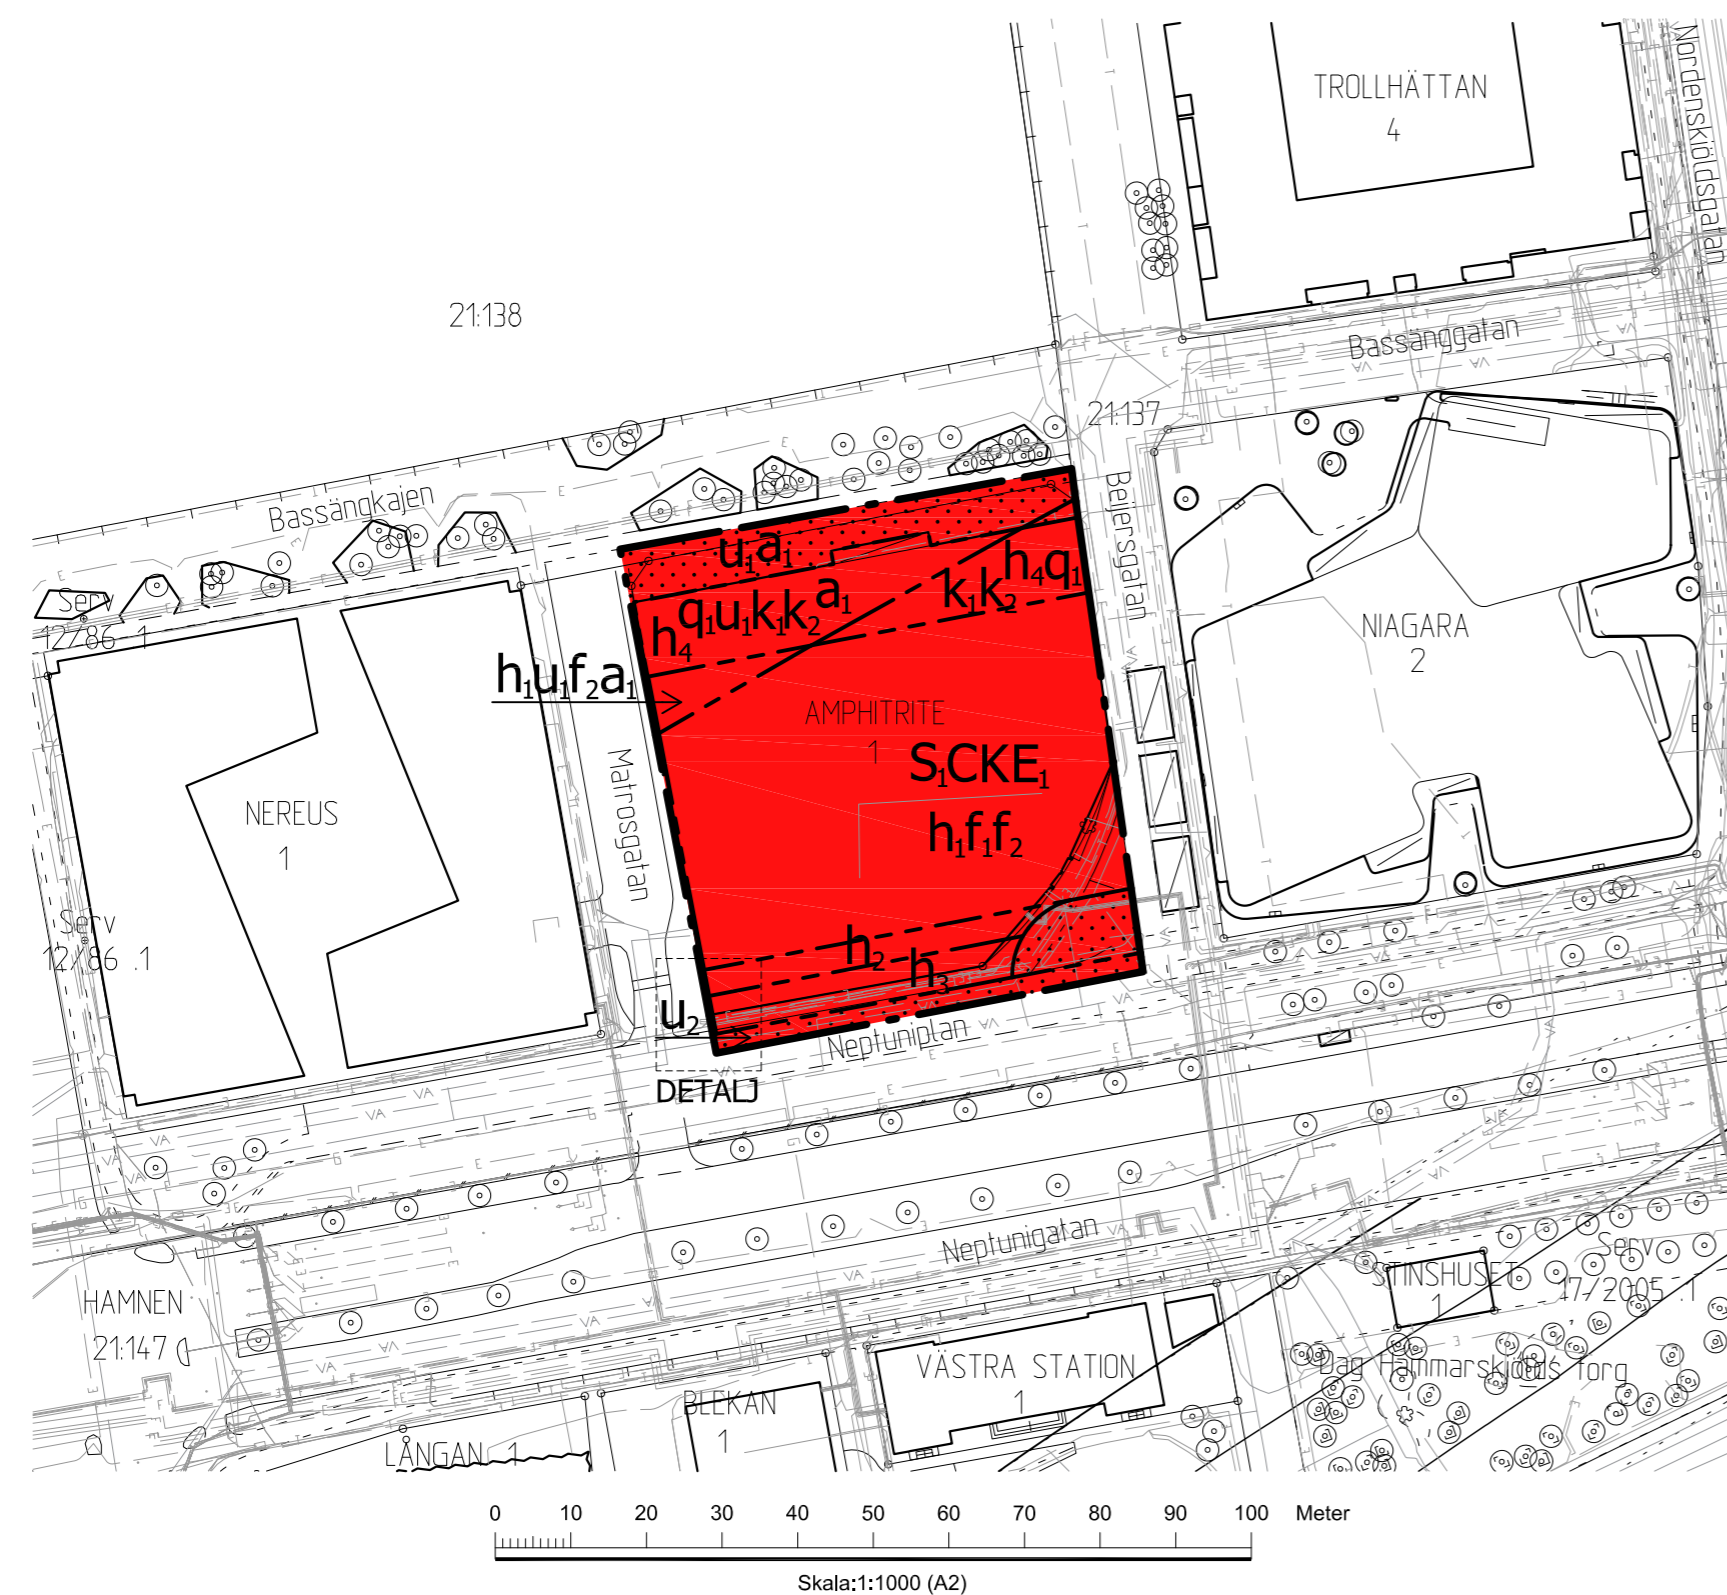 TROLLHÄTTAN
4
Nordenskiöldsgatan
21:138
Bassänggatan
21:137
Bassängkajen
Beijersgatan
u₁a₁
h₄q₁
k₁k₂
a₁
q₁u₁k₁k₂
h₄
Serv
12/86 .1
h₁u₁f₂a₁
NIAGARA
2
AMPHITRITE
1
S₁CKE₁
h₁f₁f₂
Matrosgatan
NEREUS
1
Serv
12/86 .1
h₂
h₃
u₂
Neptuniplan
DETALJ
Neptunigatan
Serv
17/2005 .1
STINSHUSET
1
HAMNEN
21:147
VÄSTRA STATION
1
Dag Hammarskjölds torg
BLEKAN
1
LÅNGAN 1
0 10 20 30 40 50 60 70 80 90 100 Meter
Skala:1:1000 (A2)